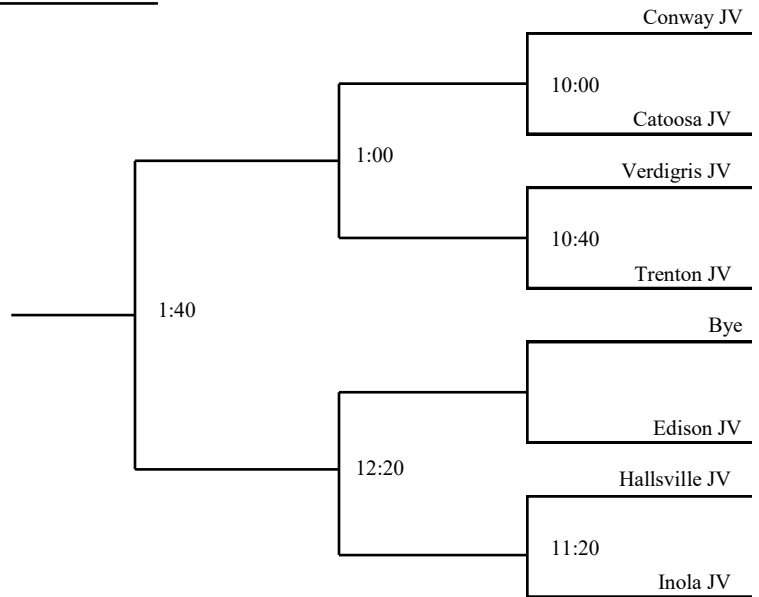 Conway JV
10:00
Catoosa JV
1:00
Verdigris JV
10:40
Trenton JV
1:40
Bye
Edison JV
12:20
Hallsville JV
11:20
Inola JV